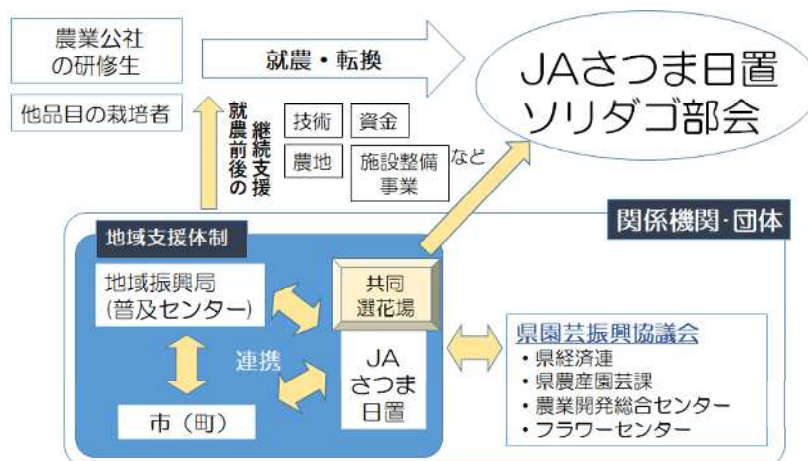 農業公社
の研修生
他品目の栽培者
就農・転換
JAさつま日置
ソリダゴ部会
就農前後の
継続支援
技術
資金
農地
施設整備
事業
など
関係機関・団体
地域支援体制
地域振興局
(普及センター)
共同
選花場
連携
JA
さつま
日置
市（町）
県園芸振興協議会
・県経済連
・県農産園芸課
・農業開発総合センター
・フラワーセンター